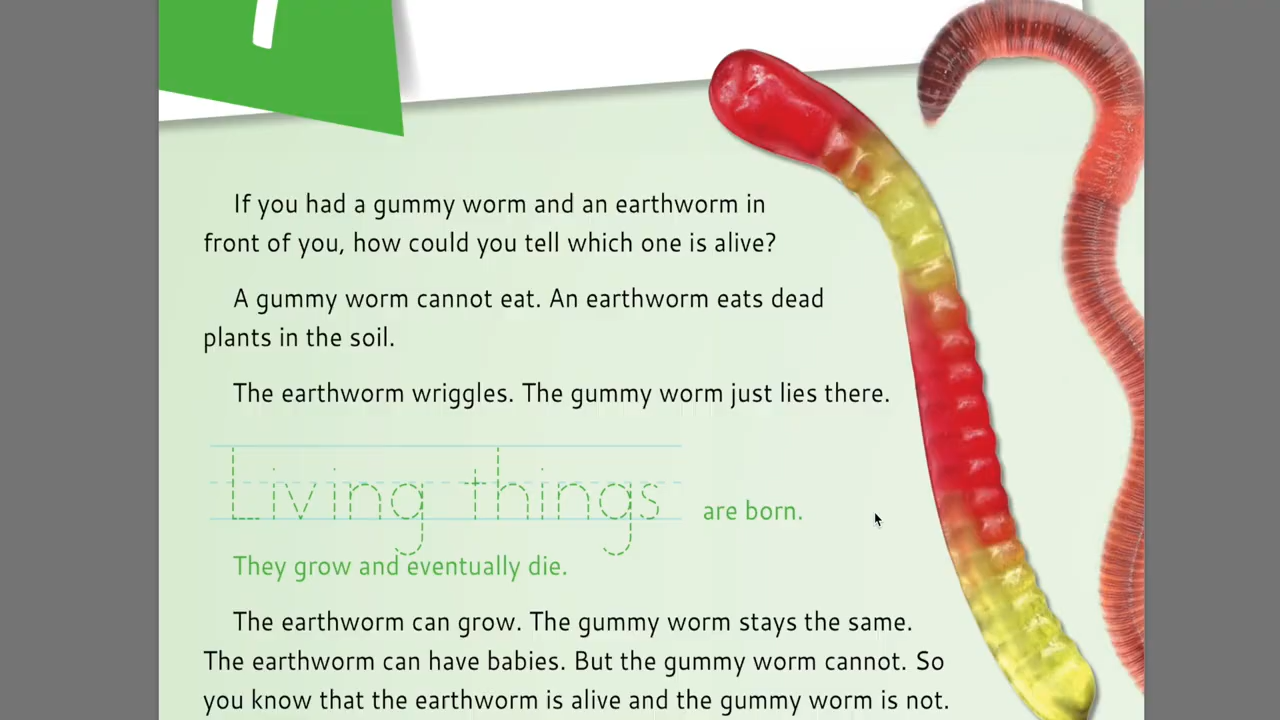 If you had a gummy worm and an earthworm in
front of you, how could you tell which one is alive?
A gummy worm cannot eat. An earthworm eats dead
plants in the soil.
The earthworm wriggles. The gummy worm just lies there.
Living things are born.
They grow and eventually die.
The earthworm can grow. The gummy worm stays the same.
The earthworm can have babies. But the gummy worm cannot. So
you know that the earthworm is alive and the gummy worm is not.